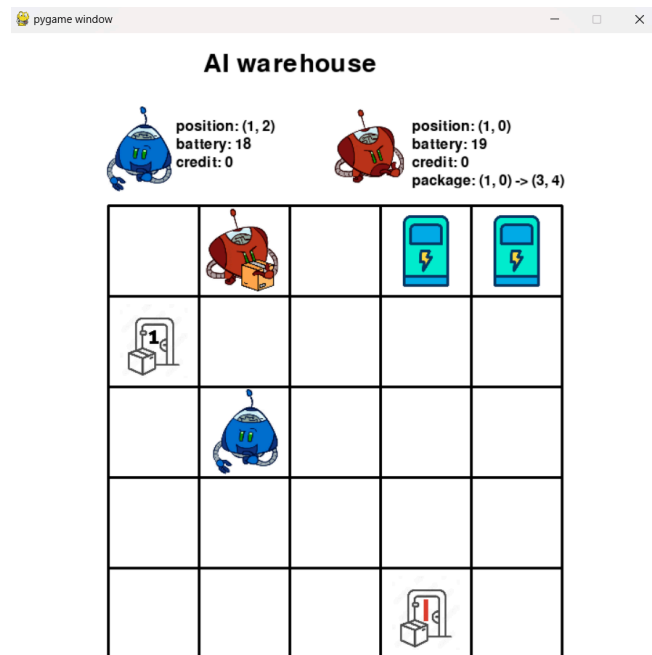 pygame window
AI warehouse
position: (1, 2)
battery: 18
credit: 0
position: (1, 0)
battery: 19
credit: 0
package: (1, 0) -> (3, 4)
1